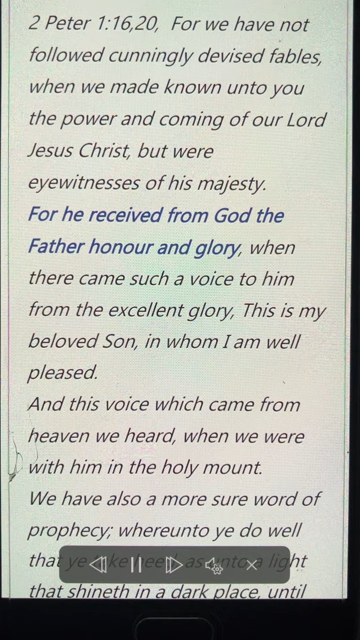 2 Peter 1:16,20, For we have not
followed cunningly devised fables,
when we made known unto you
the power and coming of our Lord
Jesus Christ, but were
eyewitnesses of his majesty.
For he received from God the
Father honour and glory, when
there came such a voice to him
from the excellent glory, This is my
beloved Son, in whom I am well
pleased.
And this voice which came from
heaven we heard, when we were
with him in the holy mount.
We have also a more sure word of
prophecy; whereunto ye do well
that ye take heed, as unto a light
that shineth in a dark place, until